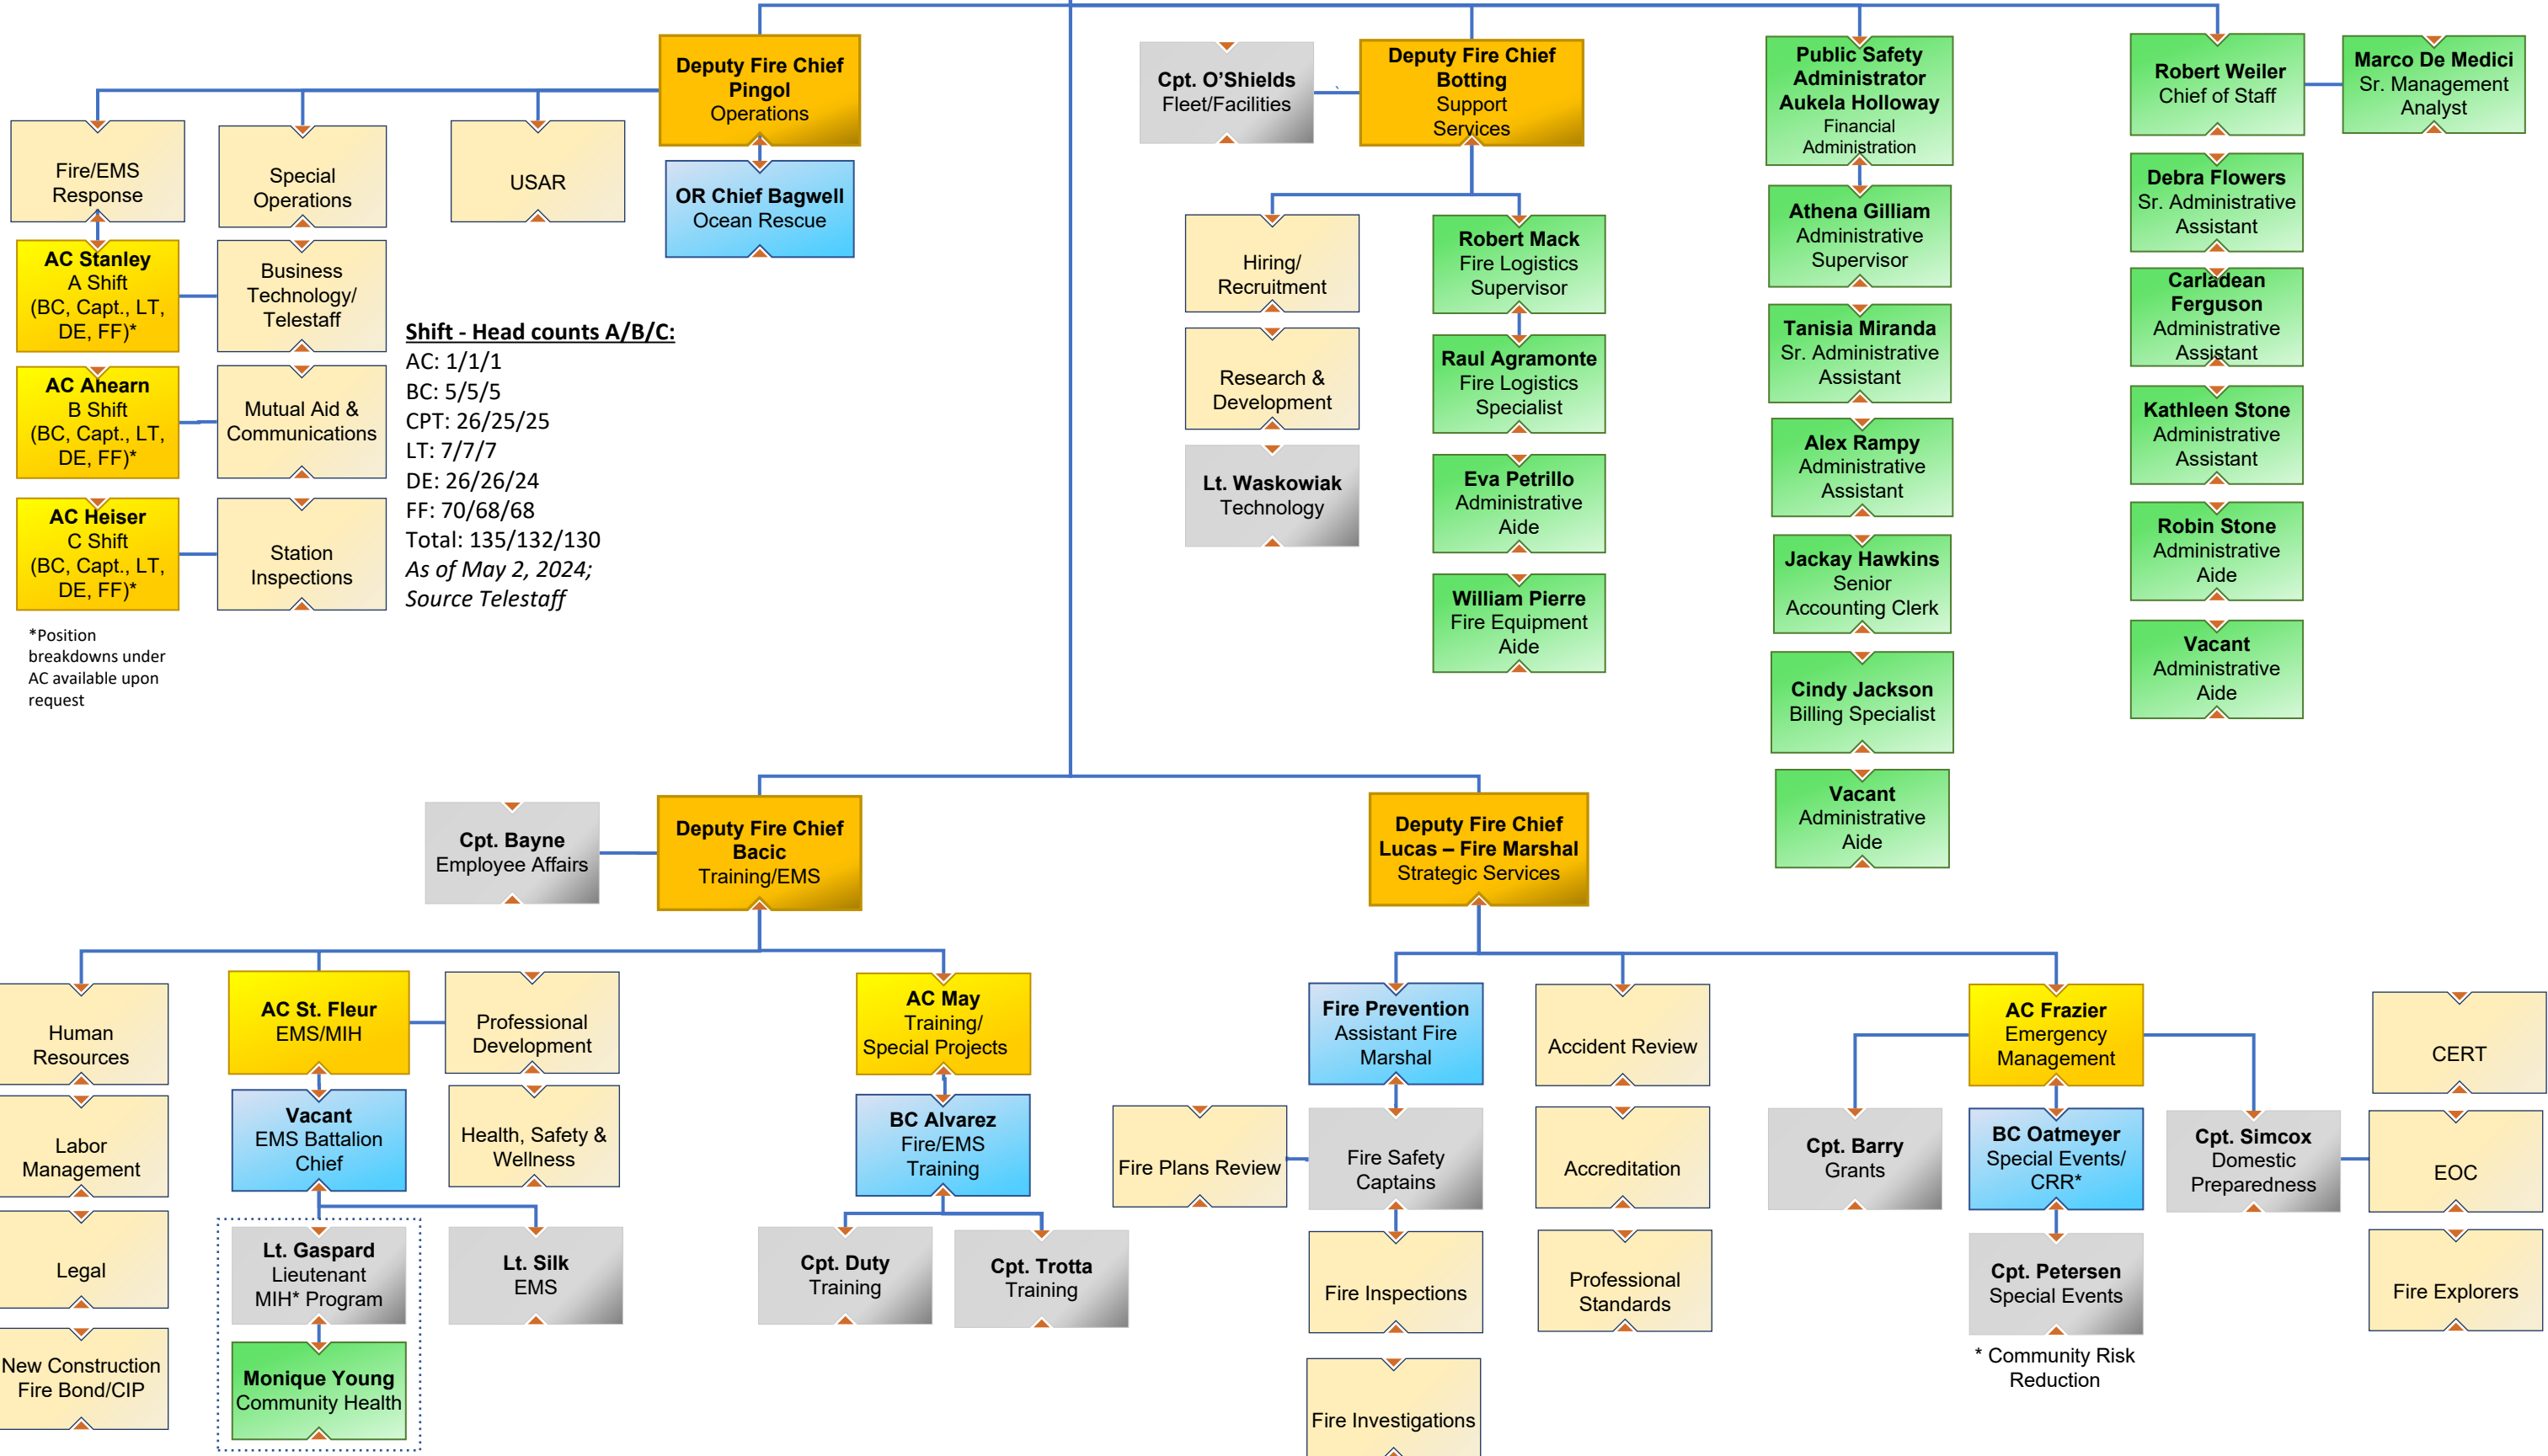 Deputy Fire Chief
Pingol
Operations
Cpt. O’Shields
Fleet/Facilities
Deputy Fire Chief
Botting
Support
Services
Public Safety
Administrator
Aukela Holloway
Financial
Administration
Robert Weiler
Chief of Staff
Marco De Medici
Sr. Management
Analyst
Fire/EMS
Response
Special
Operations
USAR
OR Chief Bagwell
Ocean Rescue
AC Stanley
A Shift
(BC, Capt., LT,
DE, FF)*
Business
Technology/
Telestaff
AC Ahearn
B Shift
(BC, Capt., LT,
DE, FF)*
Mutual Aid &
Communications
AC Heiser
C Shift
(BC, Capt., LT,
DE, FF)*
Station
Inspections
*Position
breakdowns under
AC available upon
request
Shift - Head counts A/B/C:
AC: 1/1/1
BC: 5/5/5
CPT: 26/25/25
LT: 7/7/7
DE: 26/26/24
FF: 70/68/68
Total: 135/132/130
As of May 2, 2024;
Source Telestaff
Hiring/
Recruitment
Research &
Development
Lt. Waskowiak
Technology
Robert Mack
Fire Logistics
Supervisor
Raul Agramonte
Fire Logistics
Specialist
Eva Petrillo
Administrative
Aide
William Pierre
Fire Equipment
Aide
Athena Gilliam
Administrative
Supervisor
Tanisia Miranda
Sr. Administrative
Assistant
Alex Rampy
Administrative
Assistant
Jackay Hawkins
Senior
Accounting Clerk
Cindy Jackson
Billing Specialist
Vacant
Administrative
Aide
Debra Flowers
Sr. Administrative
Assistant
Carladean
Ferguson
Administrative
Assistant
Kathleen Stone
Administrative
Assistant
Robin Stone
Administrative
Aide
Vacant
Administrative
Aide
Cpt. Bayne
Employee Affairs
Deputy Fire Chief
Bacic
Training/EMS
Deputy Fire Chief
Lucas – Fire Marshal
Strategic Services
Human
Resources
Labor
Management
Legal
New Construction
Fire Bond/CIP
AC St. Fleur
EMS/MIH
Professional
Development
Vacant
EMS Battalion
Chief
Health, Safety &
Wellness
Lt. Gaspard
Lieutenant
MIH* Program
Lt. Silk
EMS
Monique Young
Community Health
AC May
Training/
Special Projects
BC Alvarez
Fire/EMS
Training
Cpt. Duty
Training
Cpt. Trotta
Training
Fire Prevention
Assistant Fire
Marshal
Fire Plans Review
Fire Safety
Captains
Fire Inspections
Fire Investigations
Accident Review
Accreditation
Professional
Standards
AC Frazier
Emergency
Management
Cpt. Barry
Grants
BC Oatmeyer
Special Events/
CRR*
Cpt. Simcox
Domestic
Preparedness
Cpt. Petersen
Special Events
* Community Risk
Reduction
CERT
EOC
Fire Explorers